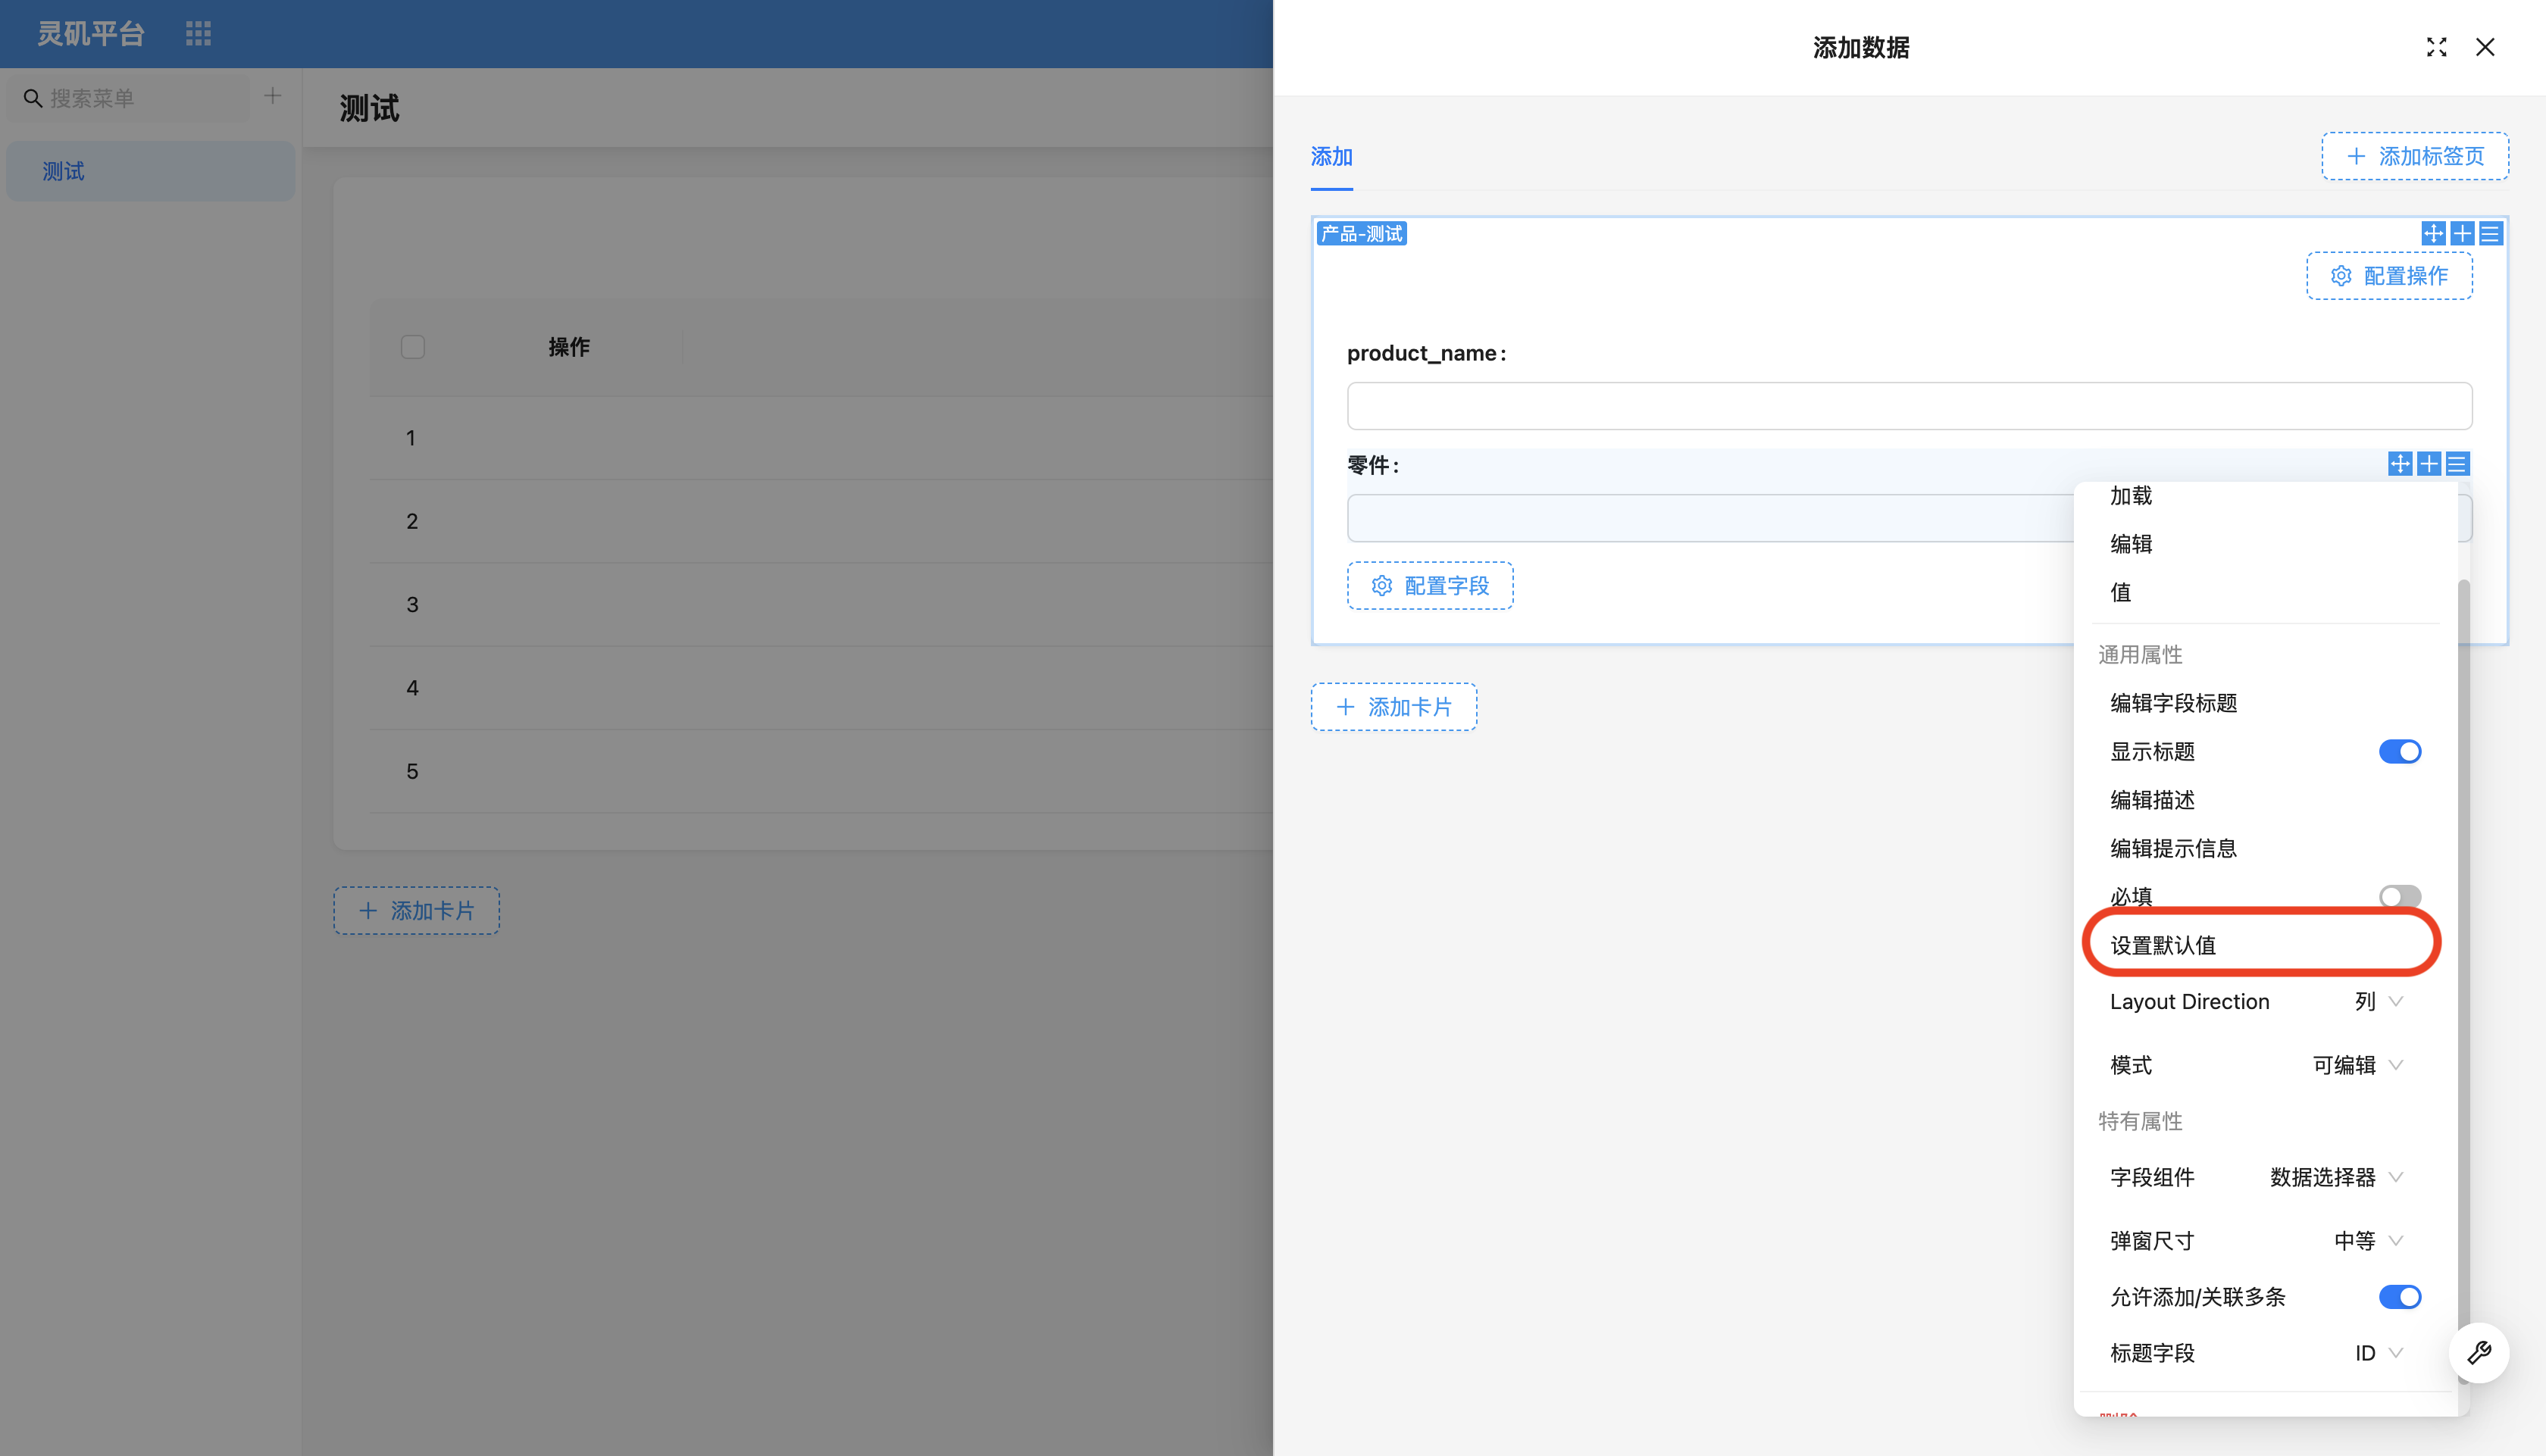 灵矶平台
搜索菜单
测试
测试
操作
1
2
3
4
5
添加卡片
添加数据
添加
添加标签页
产品-测试
配置操作
product_name:
零件:
配置字段
添加卡片
加载
编辑
值
通用属性
编辑字段标题
显示标题
编辑描述
编辑提示信息
必填
设置默认值
Layout Direction 列
模式 可编辑
特有属性
字段组件 数据选择器
弹窗尺寸 中等
允许添加/关联多条
标题字段 ID